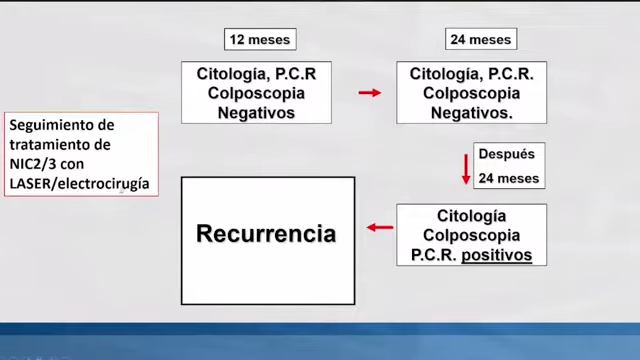 12 meses
24 meses
Citología, P.C.R
Colposcopia
Negativos
Citología, P.C.R.
Colposcopia
Negativos.
Seguimiento de
tratamiento de
NIC2/3 con
LASER/electrocirugía
Después
24 meses
Citología
Colposcopia
P.C.R. positivos
Recurrencia